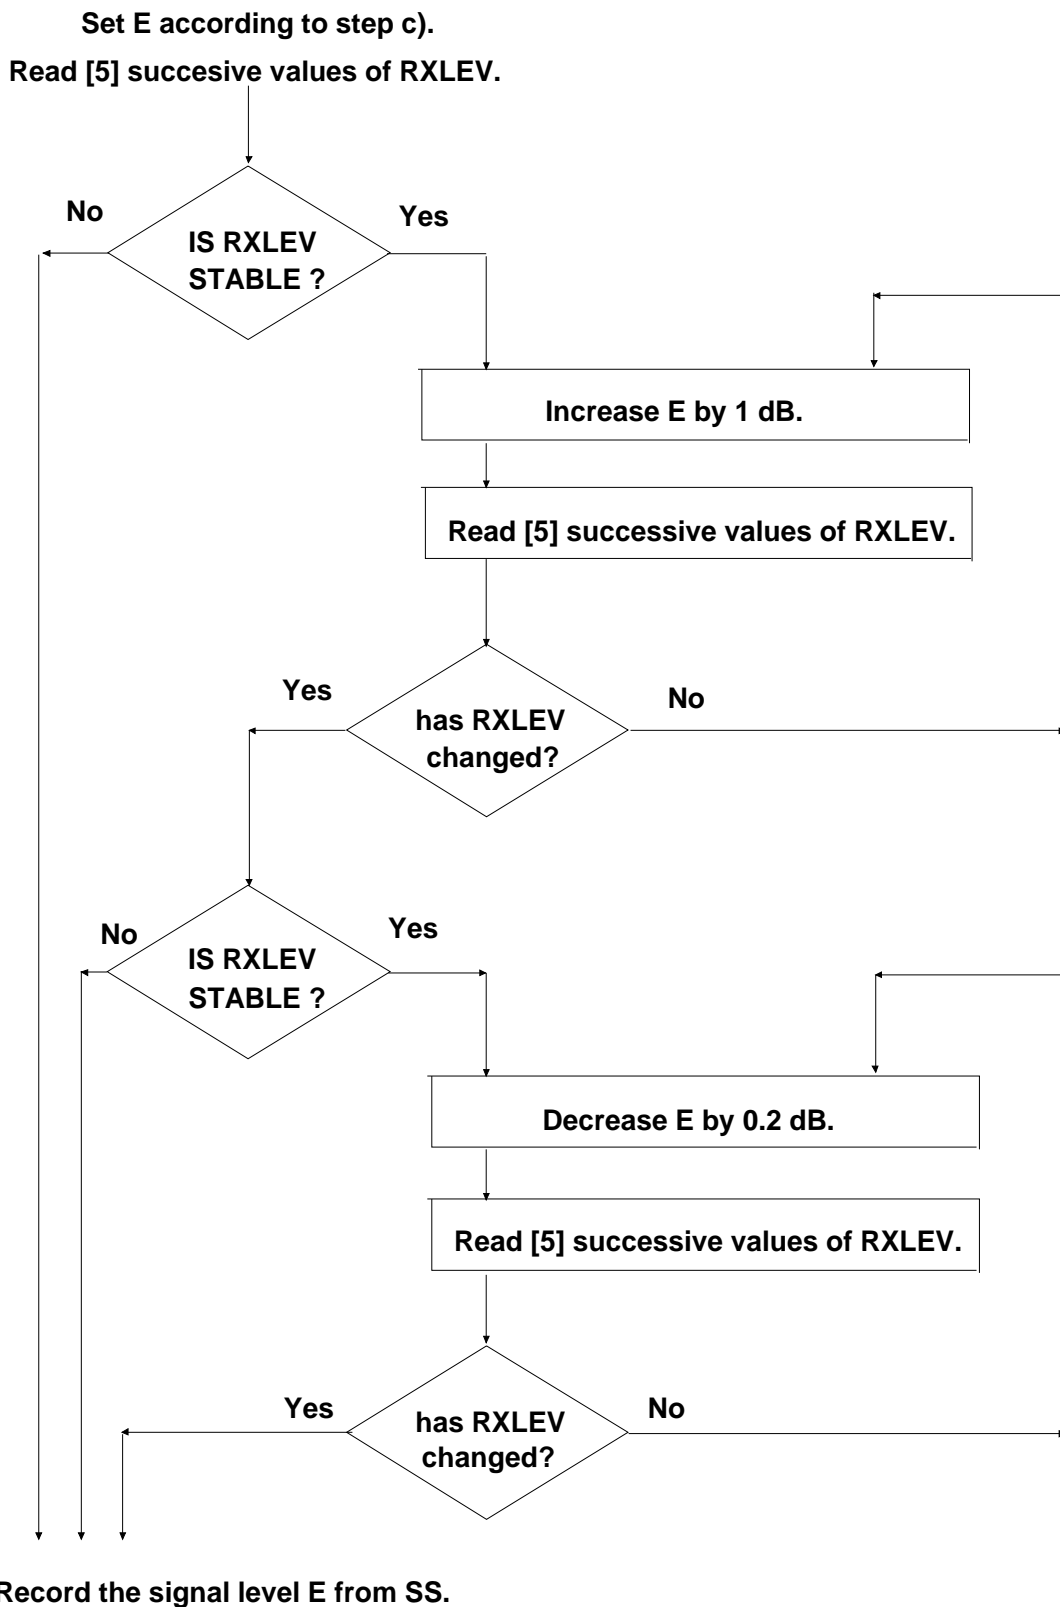 Set E according to step c).
Read [5] succesive values of RXLEV.
No
Yes
IS RXLEV
STABLE ?
Increase E by 1 dB.
Read [5] successive values of RXLEV.
Yes
No
has RXLEV
changed?
No
Yes
IS RXLEV
STABLE ?
Decrease E by 0.2 dB.
Read [5] successive values of RXLEV.
Yes
No
has RXLEV
changed?
Record the signal level E from SS.